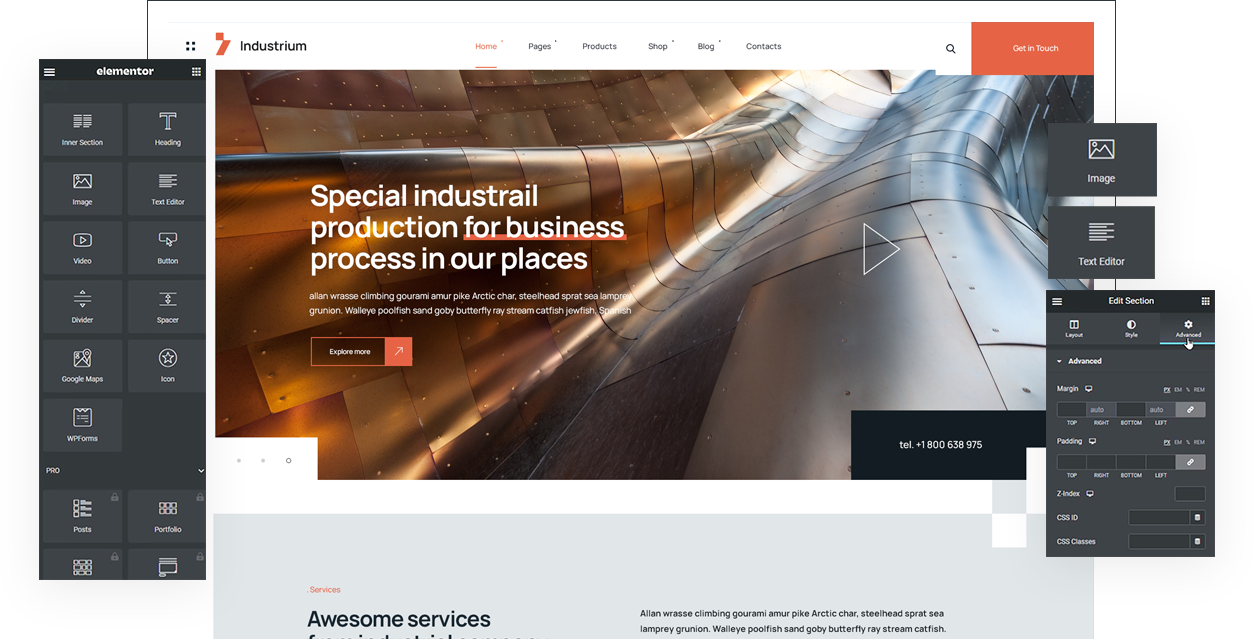 Industrium
Home
Pages
Products
Shop
Blog
Contacts
Get in Touch
elementor
Inner Section
Heading
Image
Text Editor
Video
Button
Divider
Spacer
Google Maps
Icon
WPForms
PRO
Posts
Portfolio
Special industrail
production for business
process in our places
allan wrasse climbing gourami amur pike Arctic char, steelhead sprat sea lamprey
grunion. Walleye poolfish sand goby butterfly ray stream catfish jewfish. Spanish
Explore more
tel. +1 800 638 975
Image
Text Editor
Edit Section
Layout
Style
Advanced
Advanced
Margin
PX EM % REM
auto auto
TOP RIGHT BOTTOM LEFT
Padding
PX EM % REM
TOP RIGHT BOTTOM LEFT
Z-Index
CSS ID
CSS Classes
. Services
Awesome services
from industrial company
Allan wrasse climbing gourami amur pike Arctic char, steelhead sprat sea
lamprey grunion. Walleye poolfish sand goby butterfly ray stream catfish.